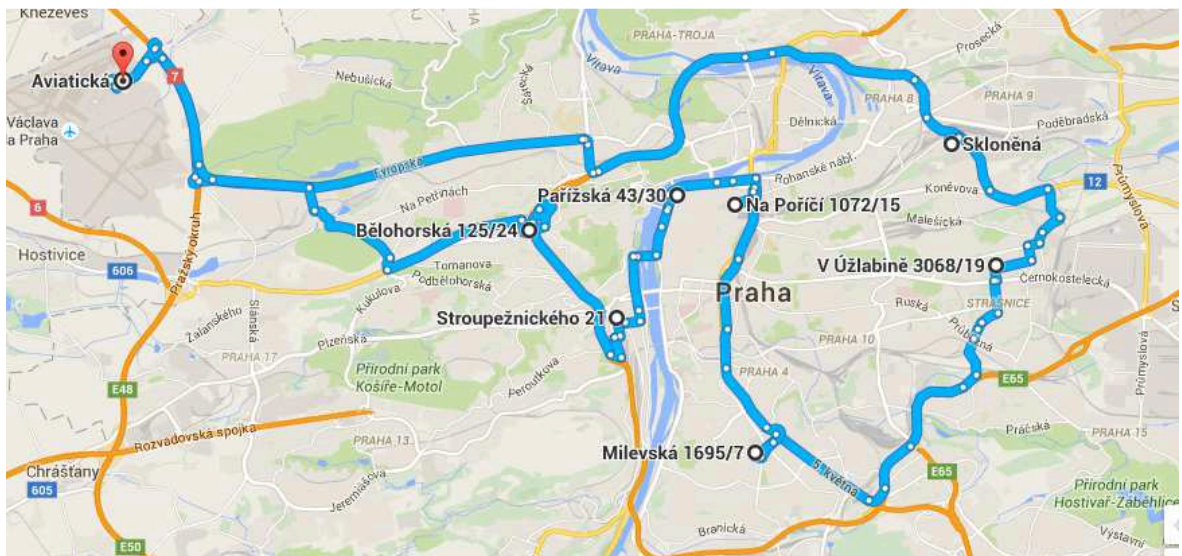 Kněževes
PRAHA-TROJA
Prosecká
7
Aviatická
Nebušická
Vltava
Vltava
Šárecká
PRAHA 8
PRAHA 9
Václava
a Praha
Dělnická
Poděbradská
Skloněná
Evropská
Rohanské nábř.
Průmyslová
Na Petřinách
Pařížská 43/30
Na Poříčí 1072/15
Koněvova
12
6
Bělohorská 125/24
Malešická
Hostivice
606
Pražský okruh
Tomanova
V Úžlabině 3068/19
Podbělohorská
Černokostelecká
Kukulova
Praha
STRAŠNICE
Slánská
Stroupežnického 21
Ruská
Žalanského
Plzeňská
Průběžná
PRAHA 10
PRAHA 17
Přírodní park
Košíře-Motol
Peroutkova
PRAHA 4
E65
Průmyslová
E48
Rozvadovská spojka
Práčská
PRAHA 15
PRAHA 13
Milevská 1695/7
Chrášťany
605
Jeremiášova
5. května
E65
Přírodní park
Hostivař-Záběhlice
Branická
Výstavní
E50